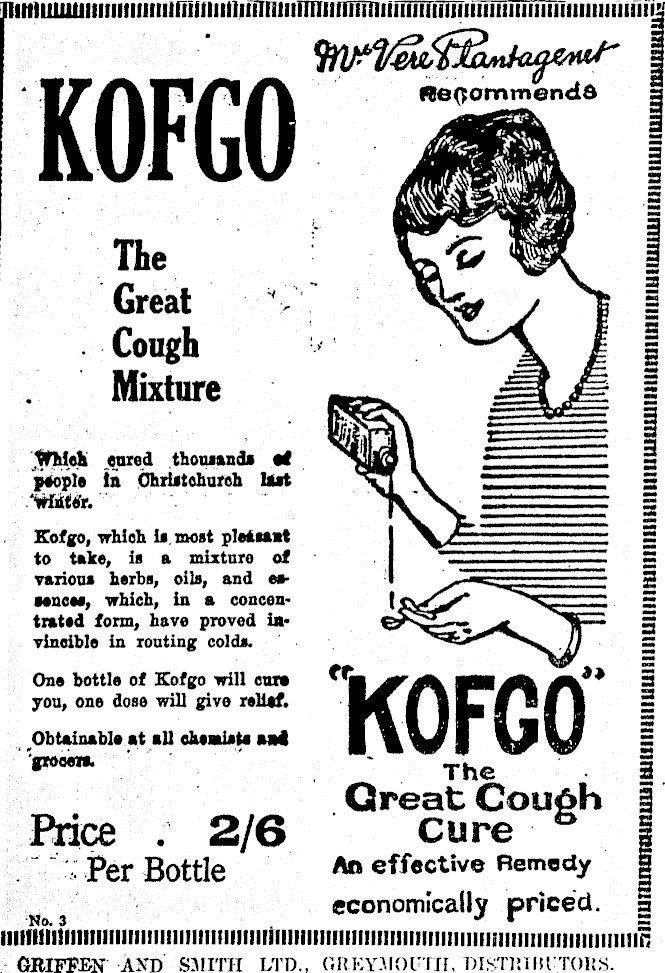 KOFGO
The
Great
Cough
Mixture
Which cured thousands of
people in Christchurch last
winter.
Kofgo, which is most pleasant
to take, is a mixture of
various herbs, oils, and es-
sences, which, in a concen-
trated form, have proved in-
vincible in routing colds.
One bottle of Kofgo will cure
you, one dose will give relief.
Obtainable at all chemists and
grocers.
Price . 2/6
Per Bottle
No. 3
Mrs Vere Plantagenet
Recommends
"KOFGO"
The
Great Cough
Cure
An effective Remedy
economically priced.
GRIFFEN AND SMITH LTD., GREYMOUTH, DISTRIBUTORS.